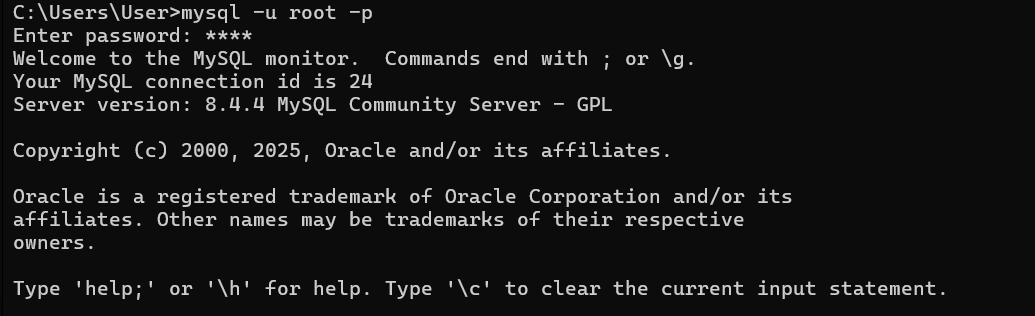 C:\Users\User>mysql -u root -p
Enter password: ****
Welcome to the MySQL monitor.  Commands end with ; or \g.
Your MySQL connection id is 24
Server version: 8.4.4 MySQL Community Server - GPL
Copyright (c) 2000, 2025, Oracle and/or its affiliates.
Oracle is a registered trademark of Oracle Corporation and/or its
affiliates. Other names may be trademarks of their respective
owners.
Type 'help;' or '\h' for help. Type '\c' to clear the current input statement.